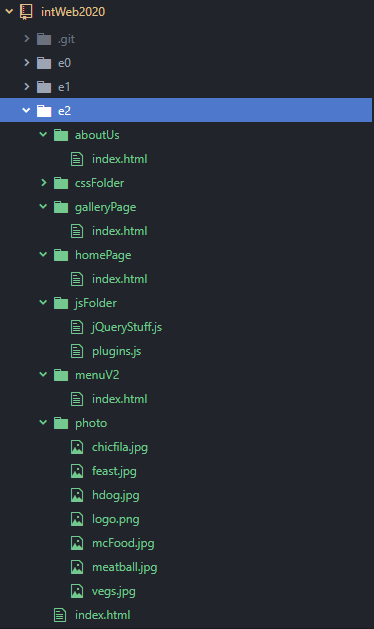 intWeb2020
.git
e0
e1
e2
aboutUs
index.html
cssFolder
galleryPage
index.html
homePage
index.html
jsFolder
jQueryStuff.js
plugins.js
menuV2
index.html
photo
chicfila.jpg
feast.jpg
hdog.jpg
logo.png
mcFood.jpg
meatball.jpg
vegs.jpg
index.html